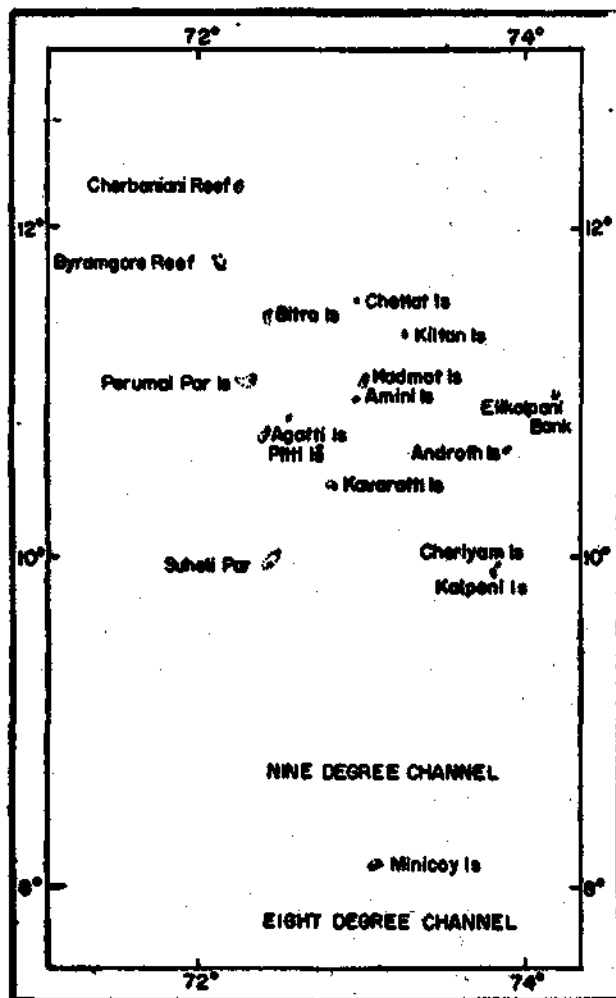 72° 74°
Cherbaniani Reef
12° 12°
Byramgore Reef
Chetlat Is
Bitra Is
Kiltan Is
Perumal Par Is
Kadmat Is
Amini Is
Elikalpani
Bank
Agatti Is
Pitti Is
Androth Is
Kavaratti Is
10° 10°
Cheriyam Is
Suheli Par
Kalpeni Is
NINE DEGREE CHANNEL
Minicoy Is
8° 8°
EIGHT DEGREE CHANNEL
72° 74°